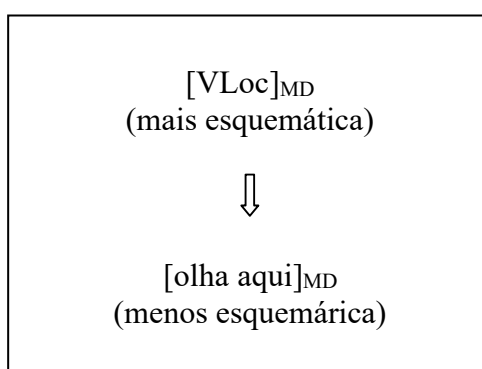 [VLoc]MD
(mais esquemática)
⇩
[olha aqui]MD
(menos esquemárica)